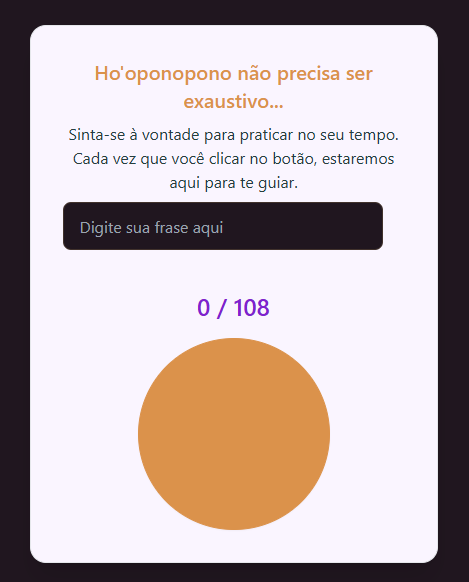 Ho'oponopono não precisa ser
exaustivo...
Sinta-se à vontade para praticar no seu tempo.
Cada vez que você clicar no botão, estaremos
aqui para te guiar.
Digite sua frase aqui
0 / 108